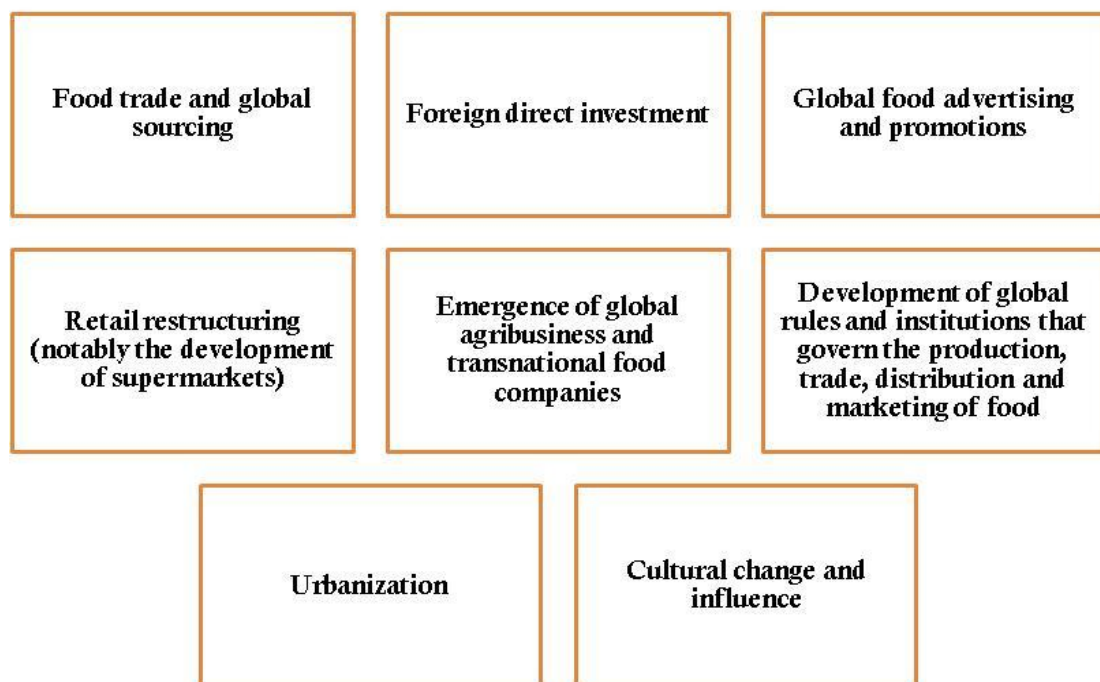 Food trade and global
sourcing
Foreign direct investment
Global food advertising
and promotions
Retail restructuring
(notably the development
of supermarkets)
Emergence of global
agribusiness and
transnational food
companies
Development of global
rules and institutions that
govern the production,
trade, distribution and
marketing of food
Urbanization
Cultural change and
influence